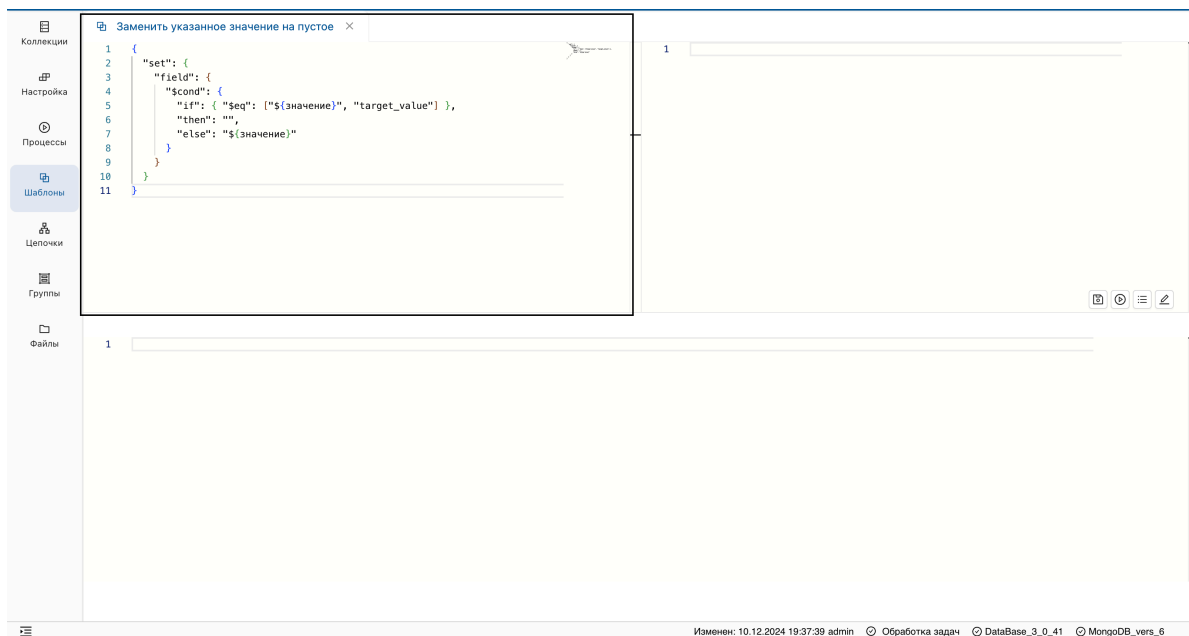 Коллекции
Настройка
Процессы
Шаблоны
Цепочки
Группы
Файлы
Заменить указанное значение на пустое
1 {
2 "set": {
3 "field": {
4 "$cond": {
5 "if": { "$eq": ["${значение}", "target_value"] },
6 "then": "",
7 "else": "${значение}"
8 }
9 }
10 }
11 }
1
1
Изменен: 10.12.2024 19:37:39 admin Обработка задач DataBase_3_0_41 MongoDB_vers_6